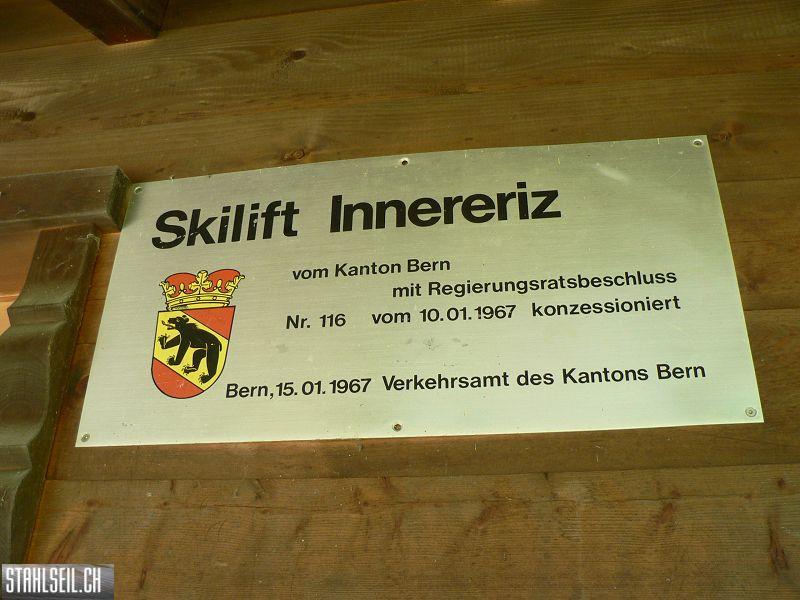 Skilift Innereriz
vom Kanton Bern
mit Regierungsratsbeschluss
Nr. 116 vom 10.01.1967 konzessioniert
Bern, 15.01.1967 Verkehrsamt des Kantons Bern
STAHLSEIL.CH